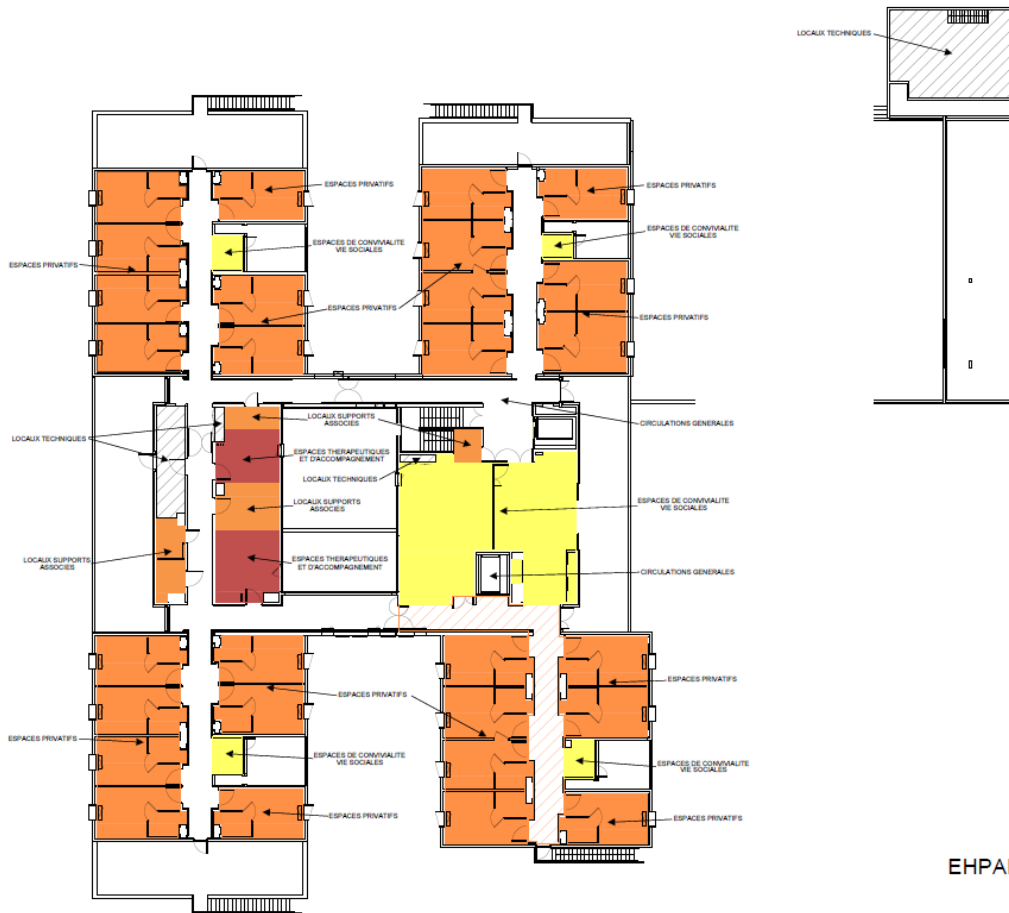 LOCAUX TECHNIQUES
ESPACES PRIVATIFS
ESPACES PRIVATIFS
ESPACES DE CONVIVIALITE
VIE SOCIALES
ESPACES DE CONVIVIALITE
VIE SOCIALES
ESPACES PRIVATIFS
ESPACES PRIVATIFS
ESPACES PRIVATIFS
LOCAUX SUPPORTS
ASSOCIES
CIRCULATIONS GENERALES
LOCAUX TECHNIQUES
ESPACES THERAPEUTIQUES
ET D'ACCOMPAGNEMENT
LOCAUX TECHNIQUES
LOCAUX SUPPORTS
ASSOCIES
ESPACES DE CONVIVIALITE
VIE SOCIALES
LOCAUX SUPPORTS
ASSOCIES
ESPACES THERAPEUTIQUES
ET D'ACCOMPAGNEMENT
CIRCULATIONS GENERALES
ESPACES PRIVATIFS
ESPACES PRIVATIFS
ESPACES PRIVATIFS
ESPACES DE CONVIVIALITE
VIE SOCIALES
ESPACES DE CONVIVIALITE
VIE SOCIALES
ESPACES PRIVATIFS
ESPACES PRIVATIFS
EHPA